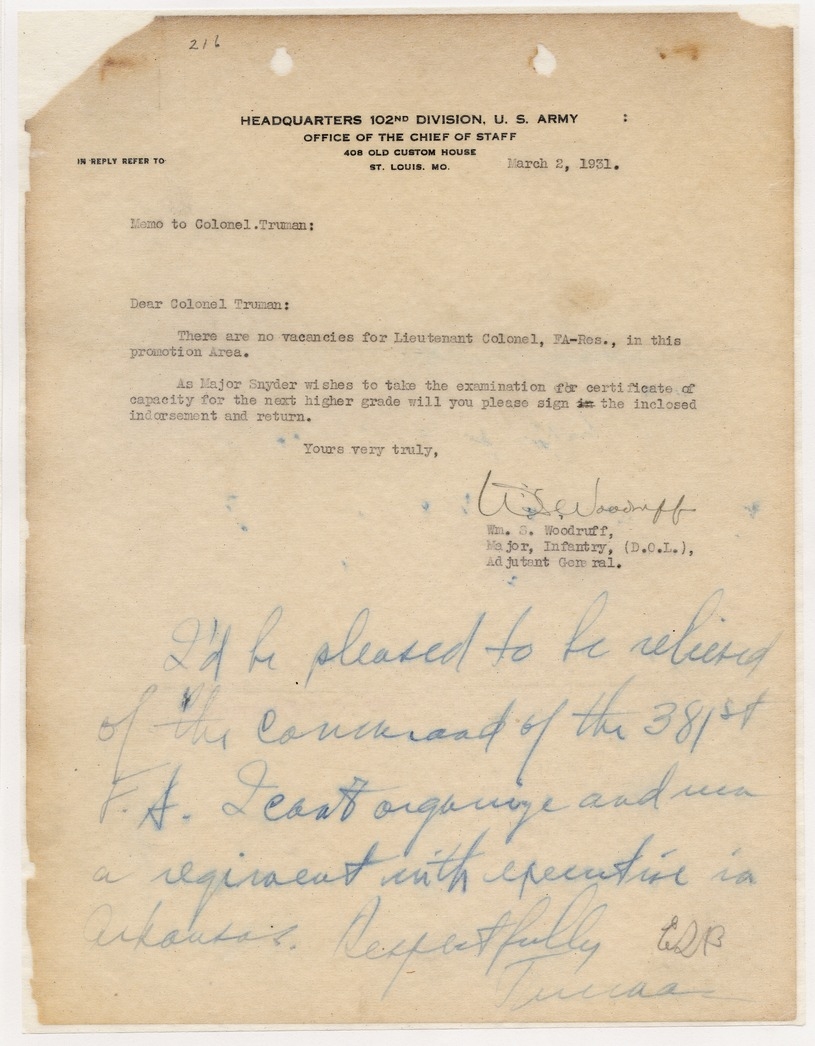 216
HEADQUARTERS 102ND DIVISION, U. S. ARMY :
OFFICE OF THE CHIEF OF STAFF
408 OLD CUSTOM HOUSE
IN REPLY REFER TO
ST. LOUIS, MO.
March 2, 1931.
Memo to Colonel.Truman:
Dear Colonel Truman:
There are no vacancies for Lieutenant Colonel, FA-Res., in this
promotion Area.
As Major Snyder wishes to take the examination for certificate of
capacity for the next higher grade will you please sign in the inclosed
indorsement and return.
Yours very truly,
W.S. Woodruff
Wm. S. Woodruff,
Major, Infantry, (D.O.L.),
Adjutant General.
I'd be pleased to be relieved
of the command of the 381st
F.A. I cant organize and run
a regiment with executive in
Arkansas. Respectfully
Truman